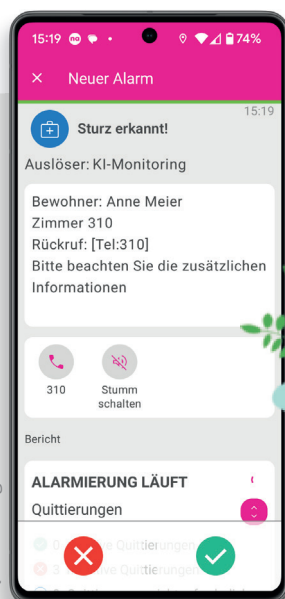 15:19 no 74%
Neuer Alarm
15:19
Sturz erkannt!
Auslöser: KI-Monitoring
Bewohner: Anne Meier
Zimmer 310
Rückruf: [Tel:310]
Bitte beachten Sie die zusätzlichen
Informationen
310 Stumm
schalten
Bericht
ALARMIERUNG LÄUFT
Quittierungen